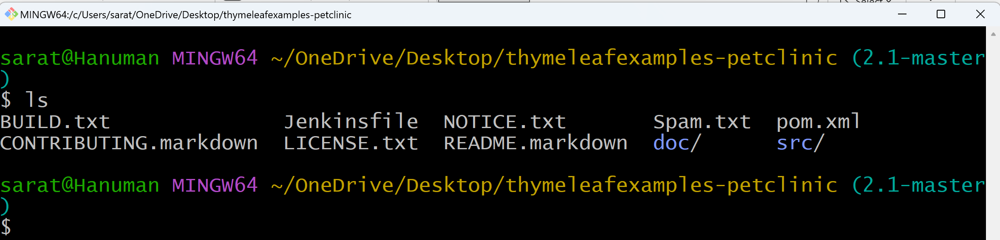 Select
MINGW64:/c/Users/sarat/OneDrive/Desktop/thymeleafexamples-petclinic
sarat@Hanuman MINGW64 ~/OneDrive/Desktop/thymeleafexamples-petclinic (2.1-master
)
$ ls
BUILD.txt Jenkinsfile NOTICE.txt Spam.txt pom.xml
CONTRIBUTING.markdown LICENSE.txt README.markdown doc/ src/
sarat@Hanuman MINGW64 ~/OneDrive/Desktop/thymeleafexamples-petclinic (2.1-master
)
$